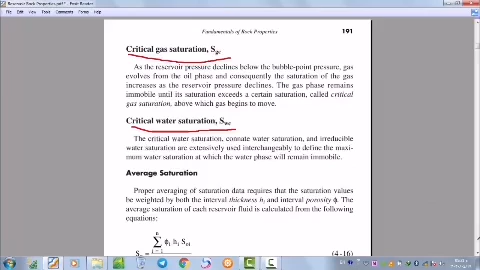 Reservoir Rock Properties.pdf - Foxit Reader
File Edit View Tools Comments Forms Help
Fundamentals of Rock Properties 191
Critical gas saturation, Sgc
As the reservoir pressure declines below the bubble-point pressure, gas
evolves from the oil phase and consequently the saturation of the gas
increases as the reservoir pressure declines. The gas phase remains
immobile until its saturation exceeds a certain saturation, called critical
gas saturation, above which gas begins to move.
Critical water saturation, Swc
The critical water saturation, connate water saturation, and irreducible
water saturation are extensively used interchangeably to define the maxi-
mum water saturation at which the water phase will remain immobile.
Average Saturation
Proper averaging of saturation data requires that the saturation values
be weighted by both the interval thickness hi and interval porosity ϕ. The
average saturation of each reservoir fluid is calculated from the following
equations:
n
∑ ϕi hi Soi
i = 1
(4-16)